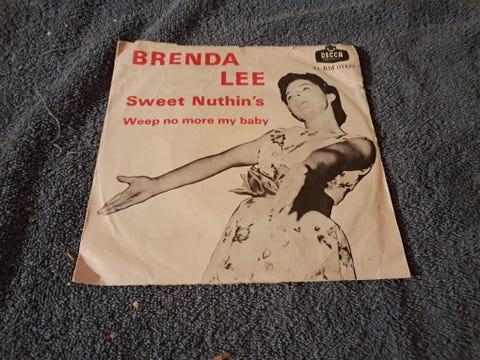 BRENDA
LEE
Sweet Nuthin's
Weep no more my baby
DECCA